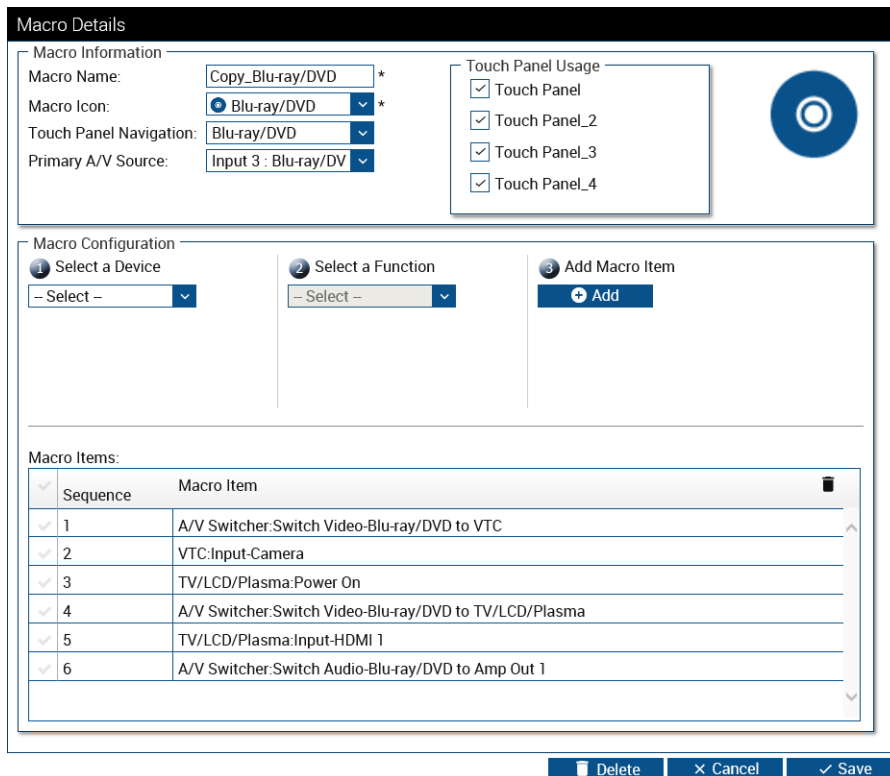 Macro Details
Macro Information
Macro Name: Copy_Blu-ray/DVD *
Macro Icon: Blu-ray/DVD *
Touch Panel Navigation: Blu-ray/DVD
Primary A/V Source: Input 3 : Blu-ray/DV
Touch Panel Usage
Touch Panel
Touch Panel_2
Touch Panel_3
Touch Panel_4
Macro Configuration
1 Select a Device
-- Select --
2 Select a Function
-- Select --
3 Add Macro Item
Add
Macro Items:
Sequence Macro Item
1 A/V Switcher:Switch Video-Blu-ray/DVD to VTC
2 VTC:Input-Camera
3 TV/LCD/Plasma:Power On
4 A/V Switcher:Switch Video-Blu-ray/DVD to TV/LCD/Plasma
5 TV/LCD/Plasma:Input-HDMI 1
6 A/V Switcher:Switch Audio-Blu-ray/DVD to Amp Out 1
Delete Cancel Save